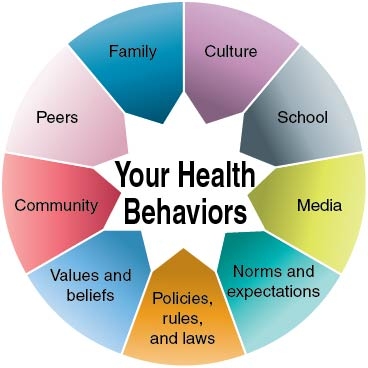 Family
Culture
Peers
School
Your Health
Behaviors
Community
Media
Values and
beliefs
Norms and
expectations
Policies,
rules,
and laws